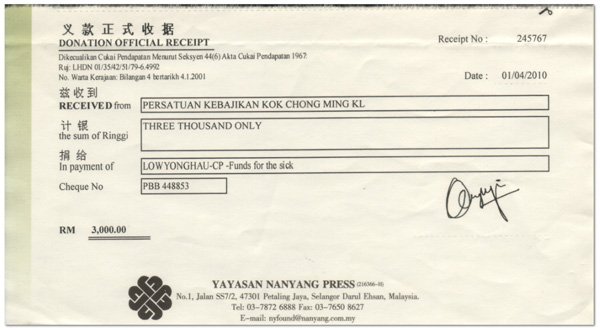 义款正式收据
DONATION OFFICIAL RECEIPT
Receipt No : 245767
Dikecualikan Cukai Pendapatan Menurut Seksyen 44(6) Akta Cukai Pendapatan 1967.
Ruj: LHDN 01/35/42/51/79-6.4992
No. Warta Kerajaan: Bilangan 4 bertarikh 4.1.2001
Date : 01/04/2010
兹收到
RECEIVED from PERSATUAN KEBAJIKAN KOK CHONG MING KL
计银
the sum of Ringgi THREE THOUSAND ONLY
捐给
In payment of LOWYONGHAU-CP -Funds for the sick
Cheque No PBB 448853
RM 3,000.00
YAYASAN NANYANG PRESS (216366-H)
No.1, Jalan SS7/2, 47301 Petaling Jaya, Selangor Darul Ehsan, Malaysia.
Tel: 03-7872 6888 Fax: 03-7650 8627
E-mail: nyfound@nanyang.com.my